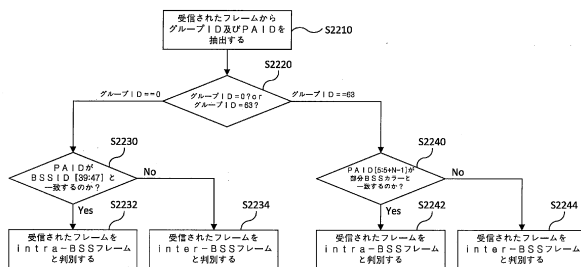 受信されたフレームから
グループID及びPAIDを
抽出する
S2210
S2220
グループID=0?or
グループID=63?
グループID==0
グループID==63
S2230
PAIDが
BSSID[39:47]と
一致するのか?
No
Yes
S2240
PAID[5:5+N-1]が
部分BSSカラーと
一致するのか?
No
Yes
S2232
受信されたフレームを
intra-BSSフレーム
と判別する
S2234
受信されたフレームを
inter-BSSフレーム
と判別する
S2242
受信されたフレームを
intra-BSSフレーム
と判別する
S2244
受信されたフレームを
inter-BSSフレーム
と判別する